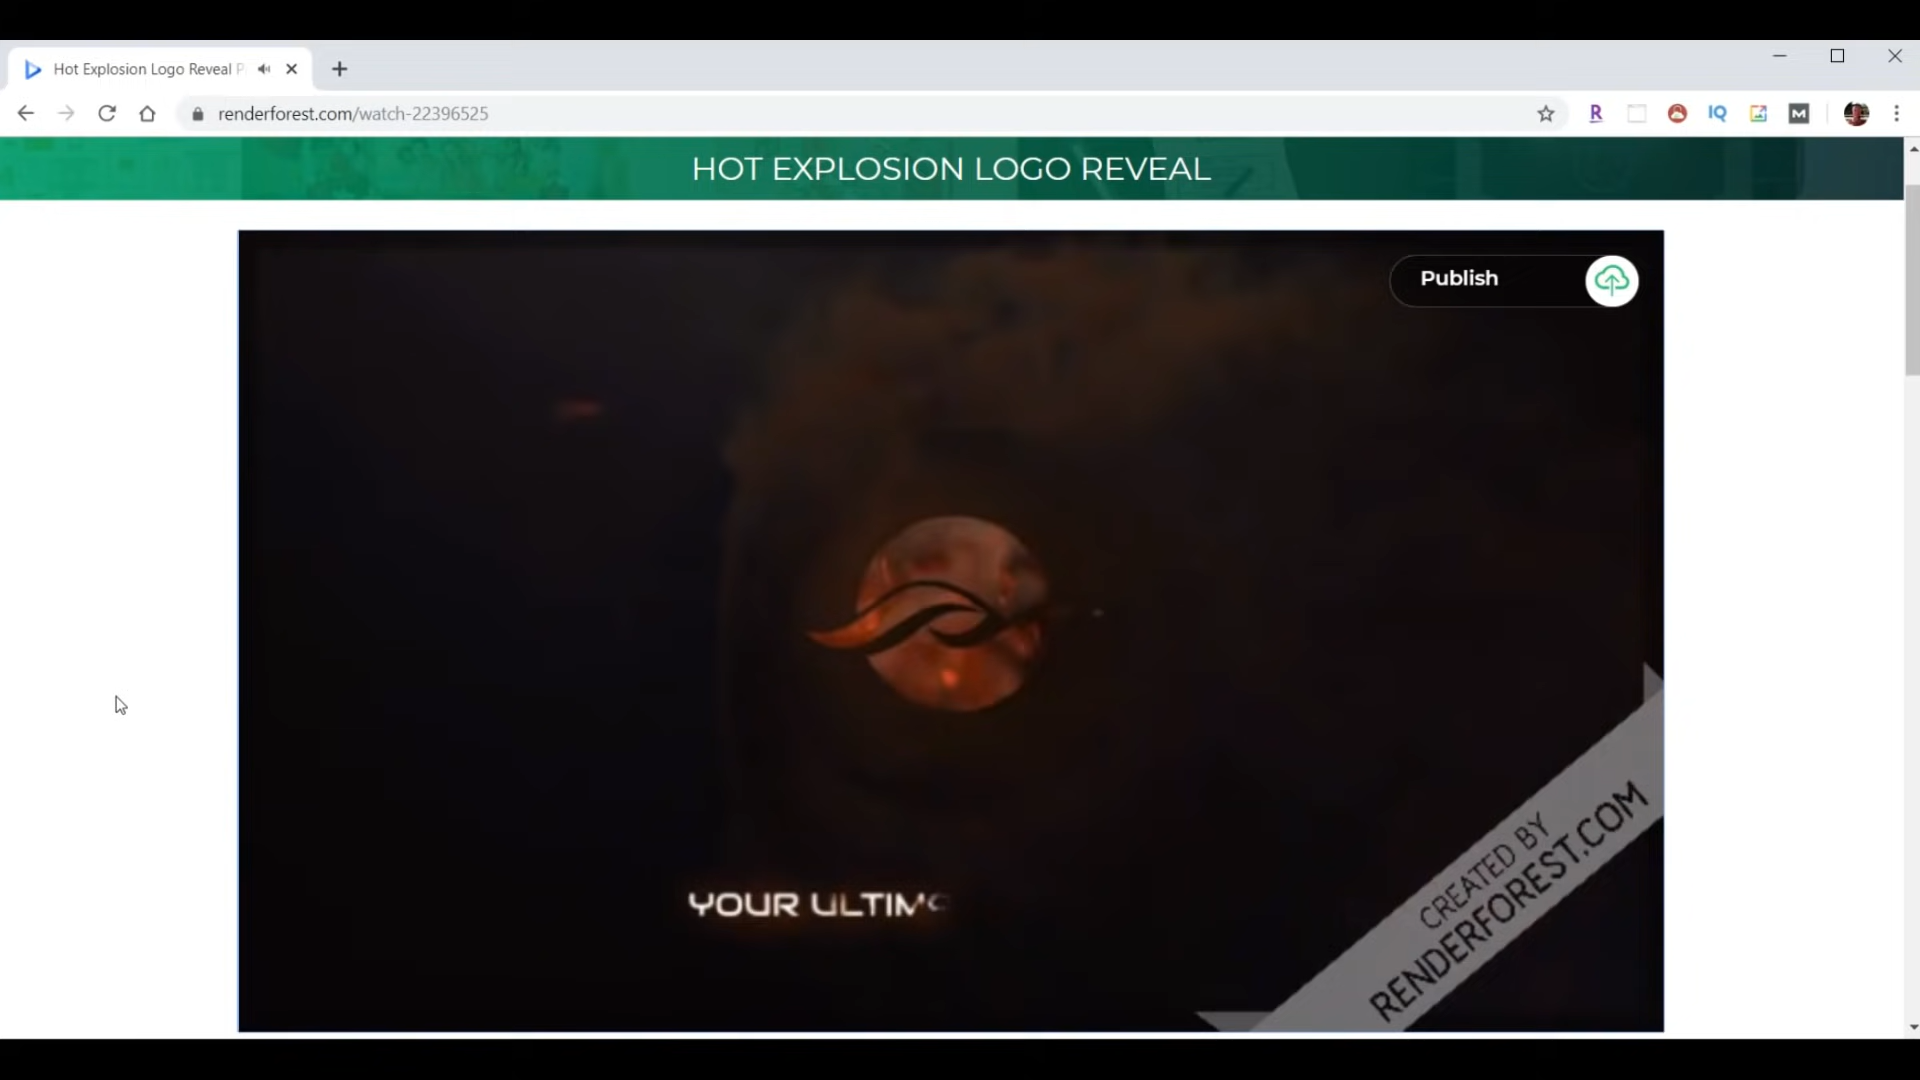 Hot Explosion Logo Reveal P
renderforest.com/watch-22396525
R
IQ
M
HOT EXPLOSION LOGO REVEAL
Publish
YOUR ULTIM
CREATED BY
RENDERFOREST.COM